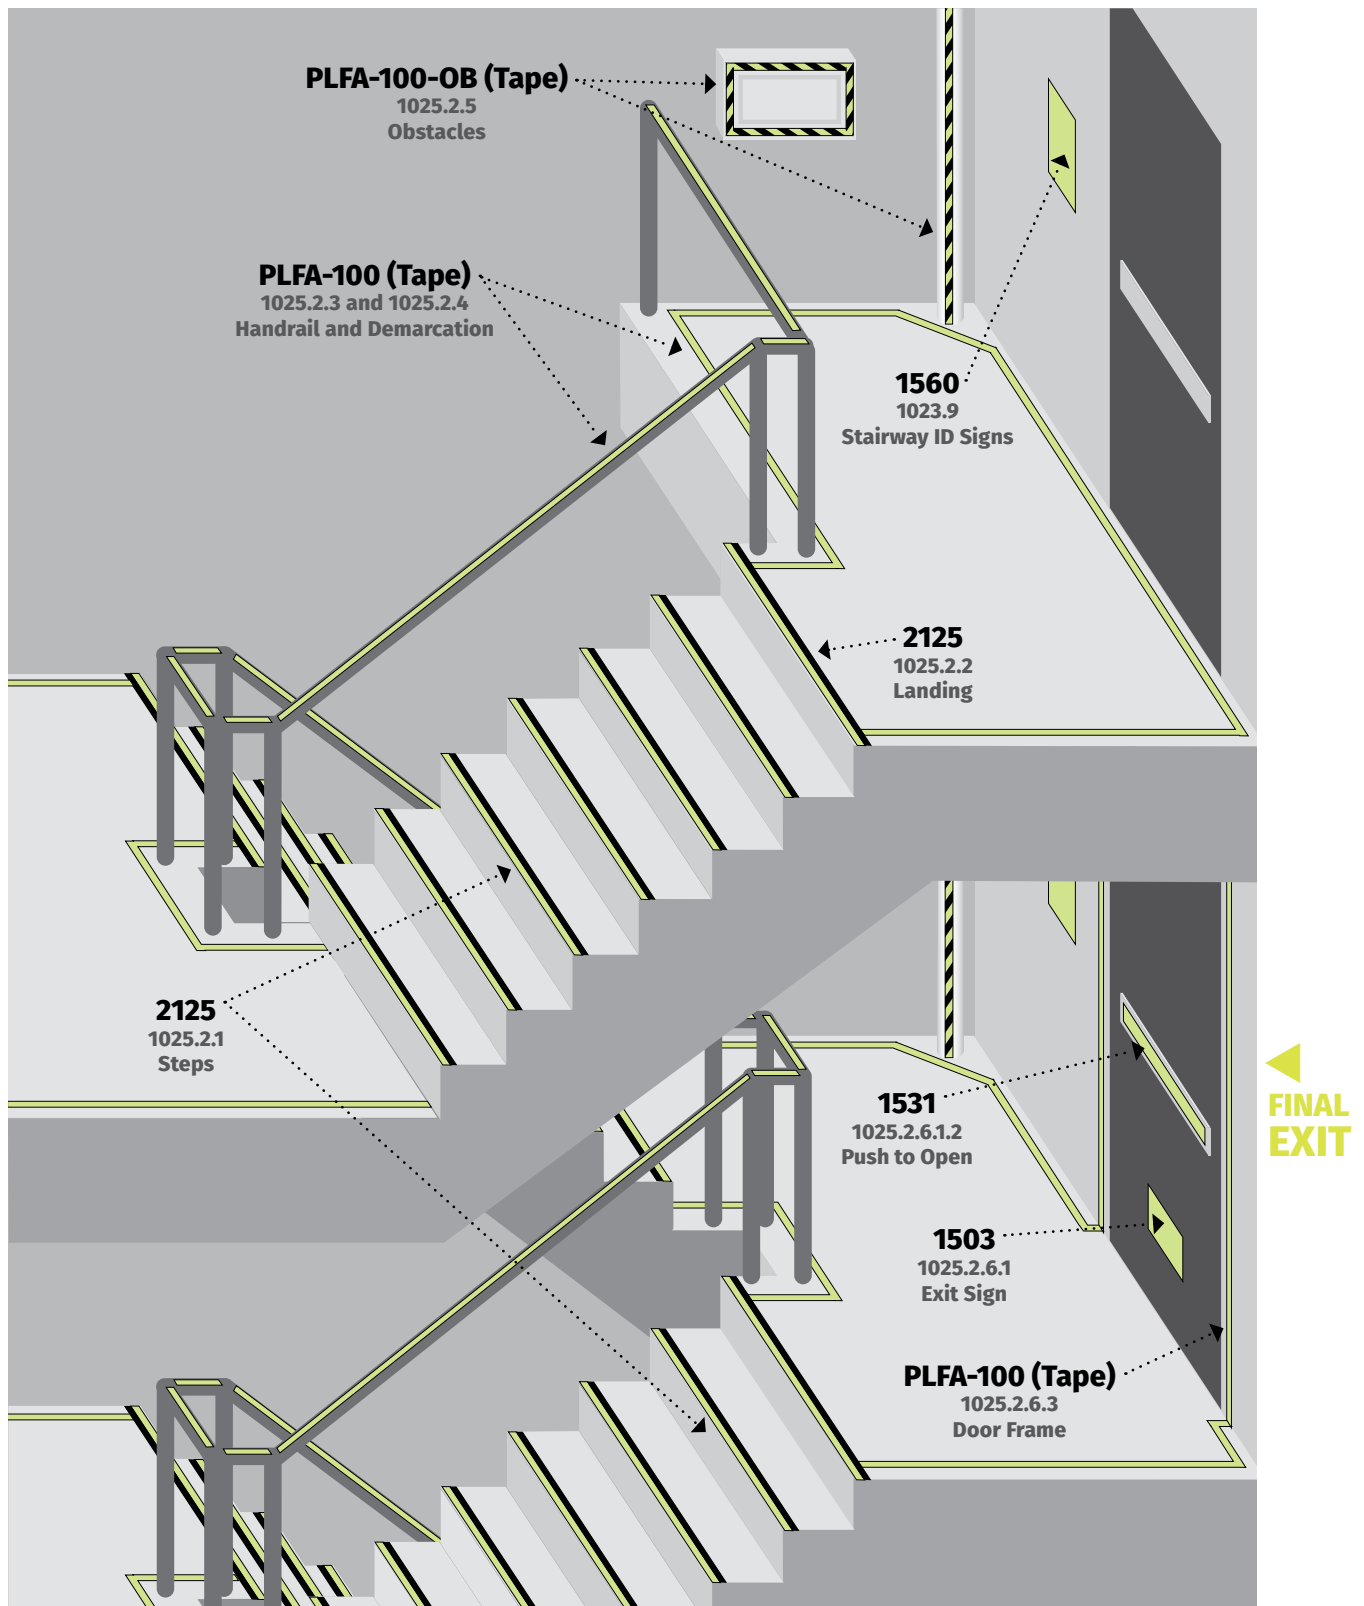 PLFA-100-OB (Tape)
1025.2.5
Obstacles
PLFA-100 (Tape)
1025.2.3 and 1025.2.4
Handrail and Demarcation
1560
1023.9
Stairway ID Signs
2125
1025.2.2
Landing
2125
1025.2.1
Steps
1531
1025.2.6.1.2
Push to Open
FINAL
EXIT
1503
1025.2.6.1
Exit Sign
PLFA-100 (Tape)
1025.2.6.3
Door Frame